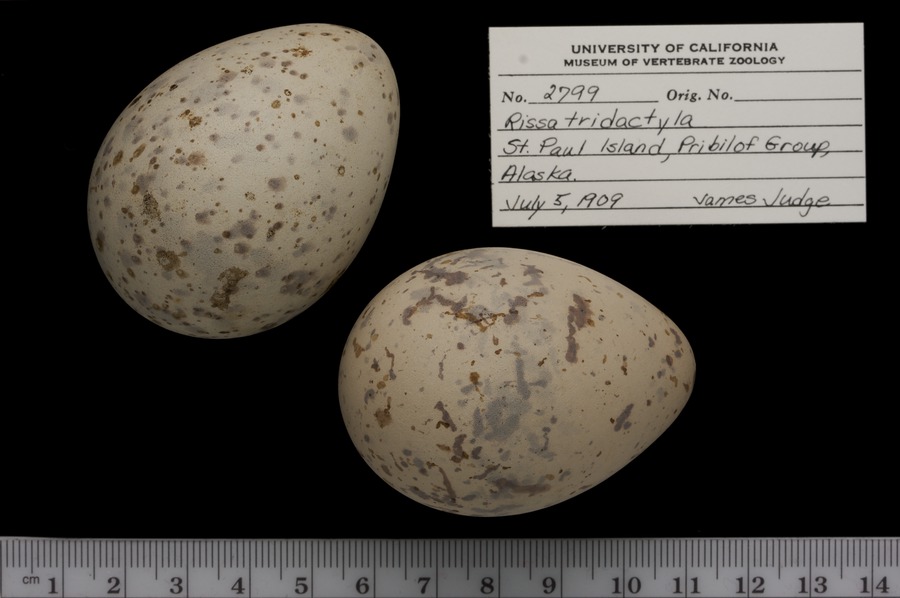 UNIVERSITY OF CALIFORNIA
MUSEUM OF VERTEBRATE ZOOLOGY
No. 2799 Orig. No.
Rissa tridactyla
St. Paul Island, Pribilof Group,
Alaska.
July 5, 1909 James Judge
cm 1 2 3 4 5 6 7 8 9 10 11 12 13 14